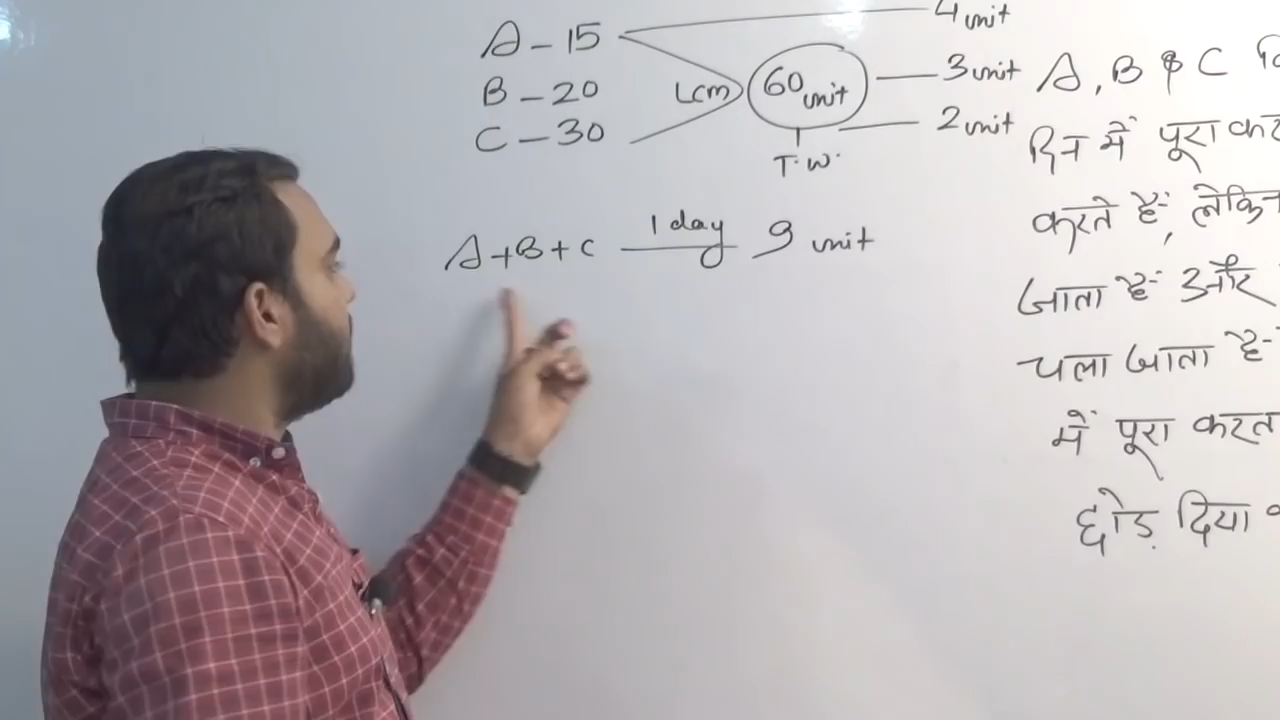 A - 15
B - 20
C - 30
Lcm
60 unit
T.W.
4 unit
3 unit
2 unit
A+B+C 1 day 9 unit
A, B & C
दिन में पूरा
करते हैं, लेकिन
जाता है और
चला जाता है
में पूरा करता
छोड़ दिया